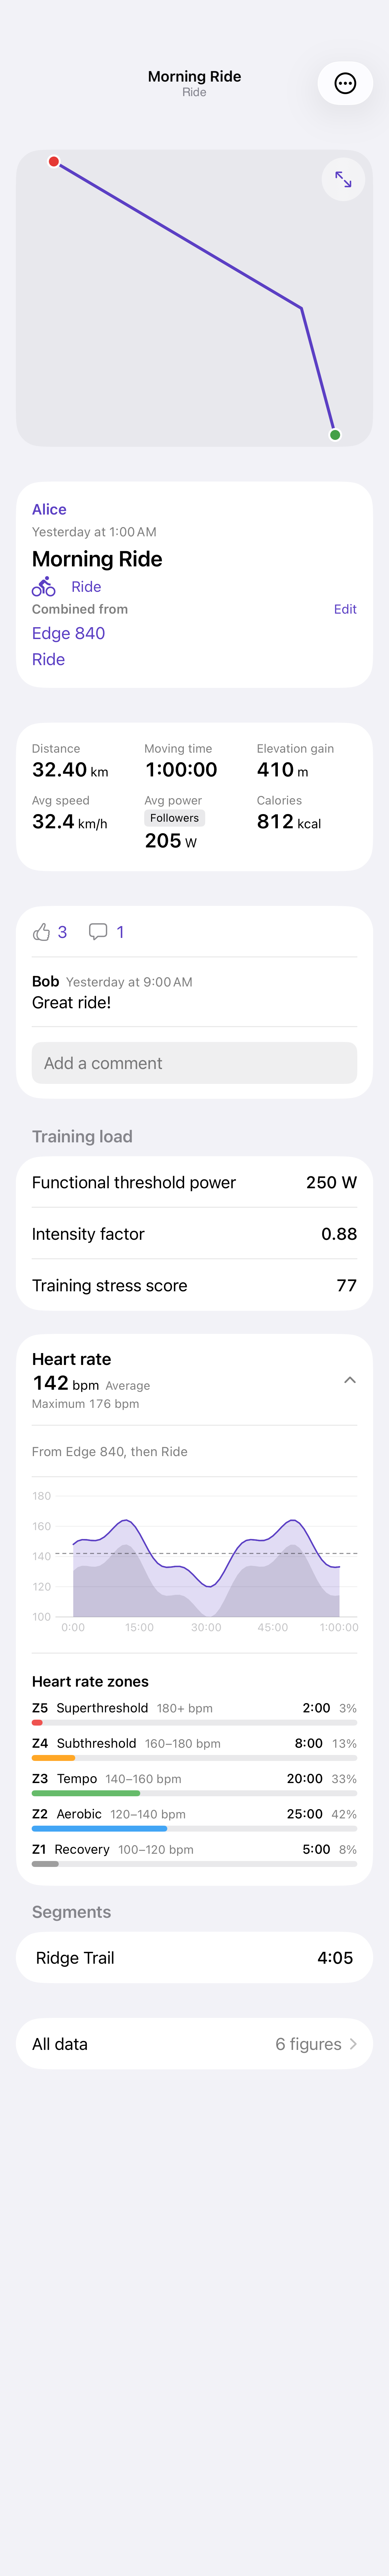 Morning Ride
Ride
Alice
Yesterday at 1:00 AM
Morning Ride
Ride
Combined from
Edit
Edge 840
Ride
Distance
Moving time
Elevation gain
32.40 km
1:00:00
410 m
Avg speed
Avg power
Calories
32.4 km/h
Followers
812 kcal
205 W
3
1
Bob Yesterday at 9:00 AM
Great ride!
Add a comment
Training load
Functional threshold power 250 W
Intensity factor 0.88
Training stress score 77
Heart rate
142 bpm Average
Maximum 176 bpm
From Edge 840, then Ride
180
160
140
120
100
0:00 15:00 30:00 45:00 1:00:00
Heart rate zones
Z5 Superthreshold 180+ bpm 2:00 3%
Z4 Subthreshold 160–180 bpm 8:00 13%
Z3 Tempo 140–160 bpm 20:00 33%
Z2 Aerobic 120–140 bpm 25:00 42%
Z1 Recovery 100–120 bpm 5:00 8%
Segments
Ridge Trail 4:05
All data 6 figures